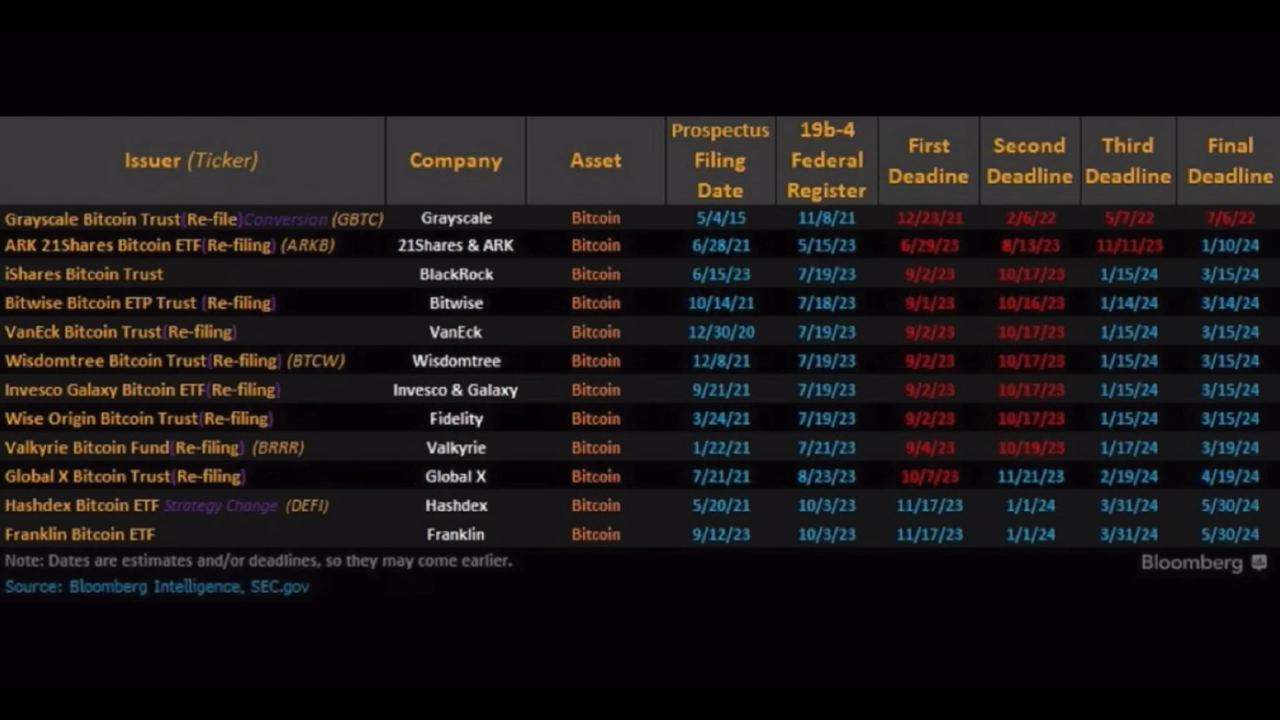 Issuer (Ticker) Company Asset Prospectus Filing Date 19b-4 Federal Register First Deadline Second Deadline Third Deadline Final Deadline
Grayscale Bitcoin Trust(Re-file)Conversion (GBTC) Grayscale Bitcoin 5/4/15 11/8/21 12/23/21 2/6/22 5/7/22 7/6/22
ARK 21Shares Bitcoin ETF(Re-filing) (ARKB) 21Shares & ARK Bitcoin 6/28/21 5/15/23 6/29/23 8/13/23 11/11/23 1/10/24
iShares Bitcoin Trust BlackRock Bitcoin 6/15/23 7/19/23 9/2/23 10/17/23 1/15/24 3/15/24
Bitwise Bitcoin ETP Trust (Re-filing) Bitwise Bitcoin 10/14/21 7/18/23 9/1/23 10/16/23 1/14/24 3/14/24
VanEck Bitcoin Trust(Re-filing) VanEck Bitcoin 12/30/20 7/19/23 9/2/23 10/17/23 1/15/24 3/15/24
Wisdomtree Bitcoin Trust(Re-filing) (BTCW) Wisdomtree Bitcoin 12/8/21 7/19/23 9/2/23 10/17/23 1/15/24 3/15/24
Invesco Galaxy Bitcoin ETF(Re-filing) Invesco & Galaxy Bitcoin 9/21/21 7/19/23 9/2/23 10/17/23 1/15/24 3/15/24
Wise Origin Bitcoin Trust(Re-filing) Fidelity Bitcoin 3/24/21 7/19/23 9/2/23 10/17/23 1/15/24 3/15/24
Valkyrie Bitcoin Fund(Re-filing) (BRRR) Valkyrie Bitcoin 1/22/21 7/21/23 9/4/23 10/19/23 1/17/24 3/19/24
Global X Bitcoin Trust(Re-filing) Global X Bitcoin 7/21/21 8/23/23 10/7/23 11/21/23 2/19/24 4/19/24
Hashdex Bitcoin ETF Strategy Change (DEFI) Hashdex Bitcoin 5/20/21 10/3/23 11/17/23 1/1/24 3/31/24 5/30/24
Franklin Bitcoin ETF Franklin Bitcoin 9/12/23 10/3/23 11/17/23 1/1/24 3/31/24 5/30/24
Note: Dates are estimates and/or deadlines, so they may come earlier. Bloomberg
Source: Bloomberg Intelligence, SEC.gov